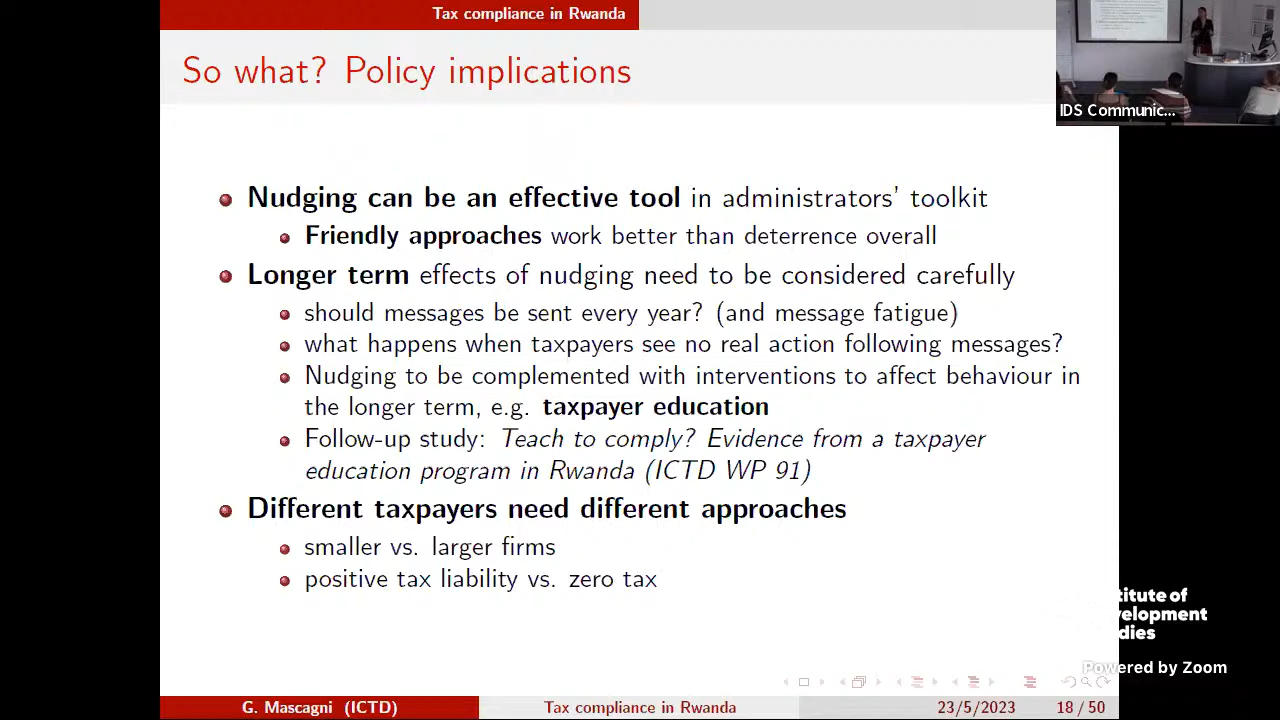 Tax compliance in Rwanda
So what? Policy implications
IDS Communic...
Nudging can be an effective tool in administrators' toolkit
Friendly approaches work better than deterrence overall
Longer term effects of nudging need to be considered carefully
should messages be sent every year? (and message fatigue)
what happens when taxpayers see no real action following messages?
Nudging to be complemented with interventions to affect behaviour in
the longer term, e.g. taxpayer education
Follow-up study: Teach to comply? Evidence from a taxpayer
education program in Rwanda (ICTD WP 91)
Different taxpayers need different approaches
smaller vs. larger firms
positive tax liability vs. zero tax
titute of
velopment
dies
Powered by Zoom
G. Mascagni (ICTD)
Tax compliance in Rwanda
23/5/2023
18 / 50